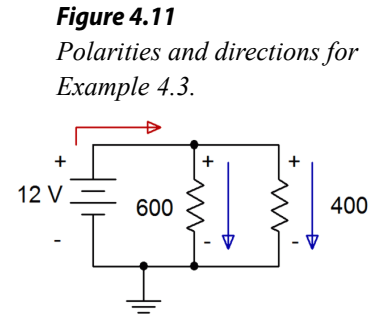 Figure 4.11
Polarities and directions for
Example 4.3.
+ + +
12 V 600 400
- - -